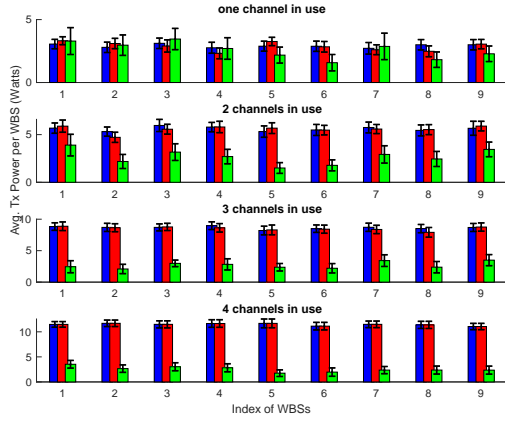 one channel in use
5
0
1 2 3 4 5 6 7 8 9
2 channels in use
5
0
1 2 3 4 5 6 7 8 9
3 channels in use
10
5
0
1 2 3 4 5 6 7 8 9
4 channels in use
10
5
0
1 2 3 4 5 6 7 8 9
Index of WBSs
Avg. Tx Power per WBS (Watts)